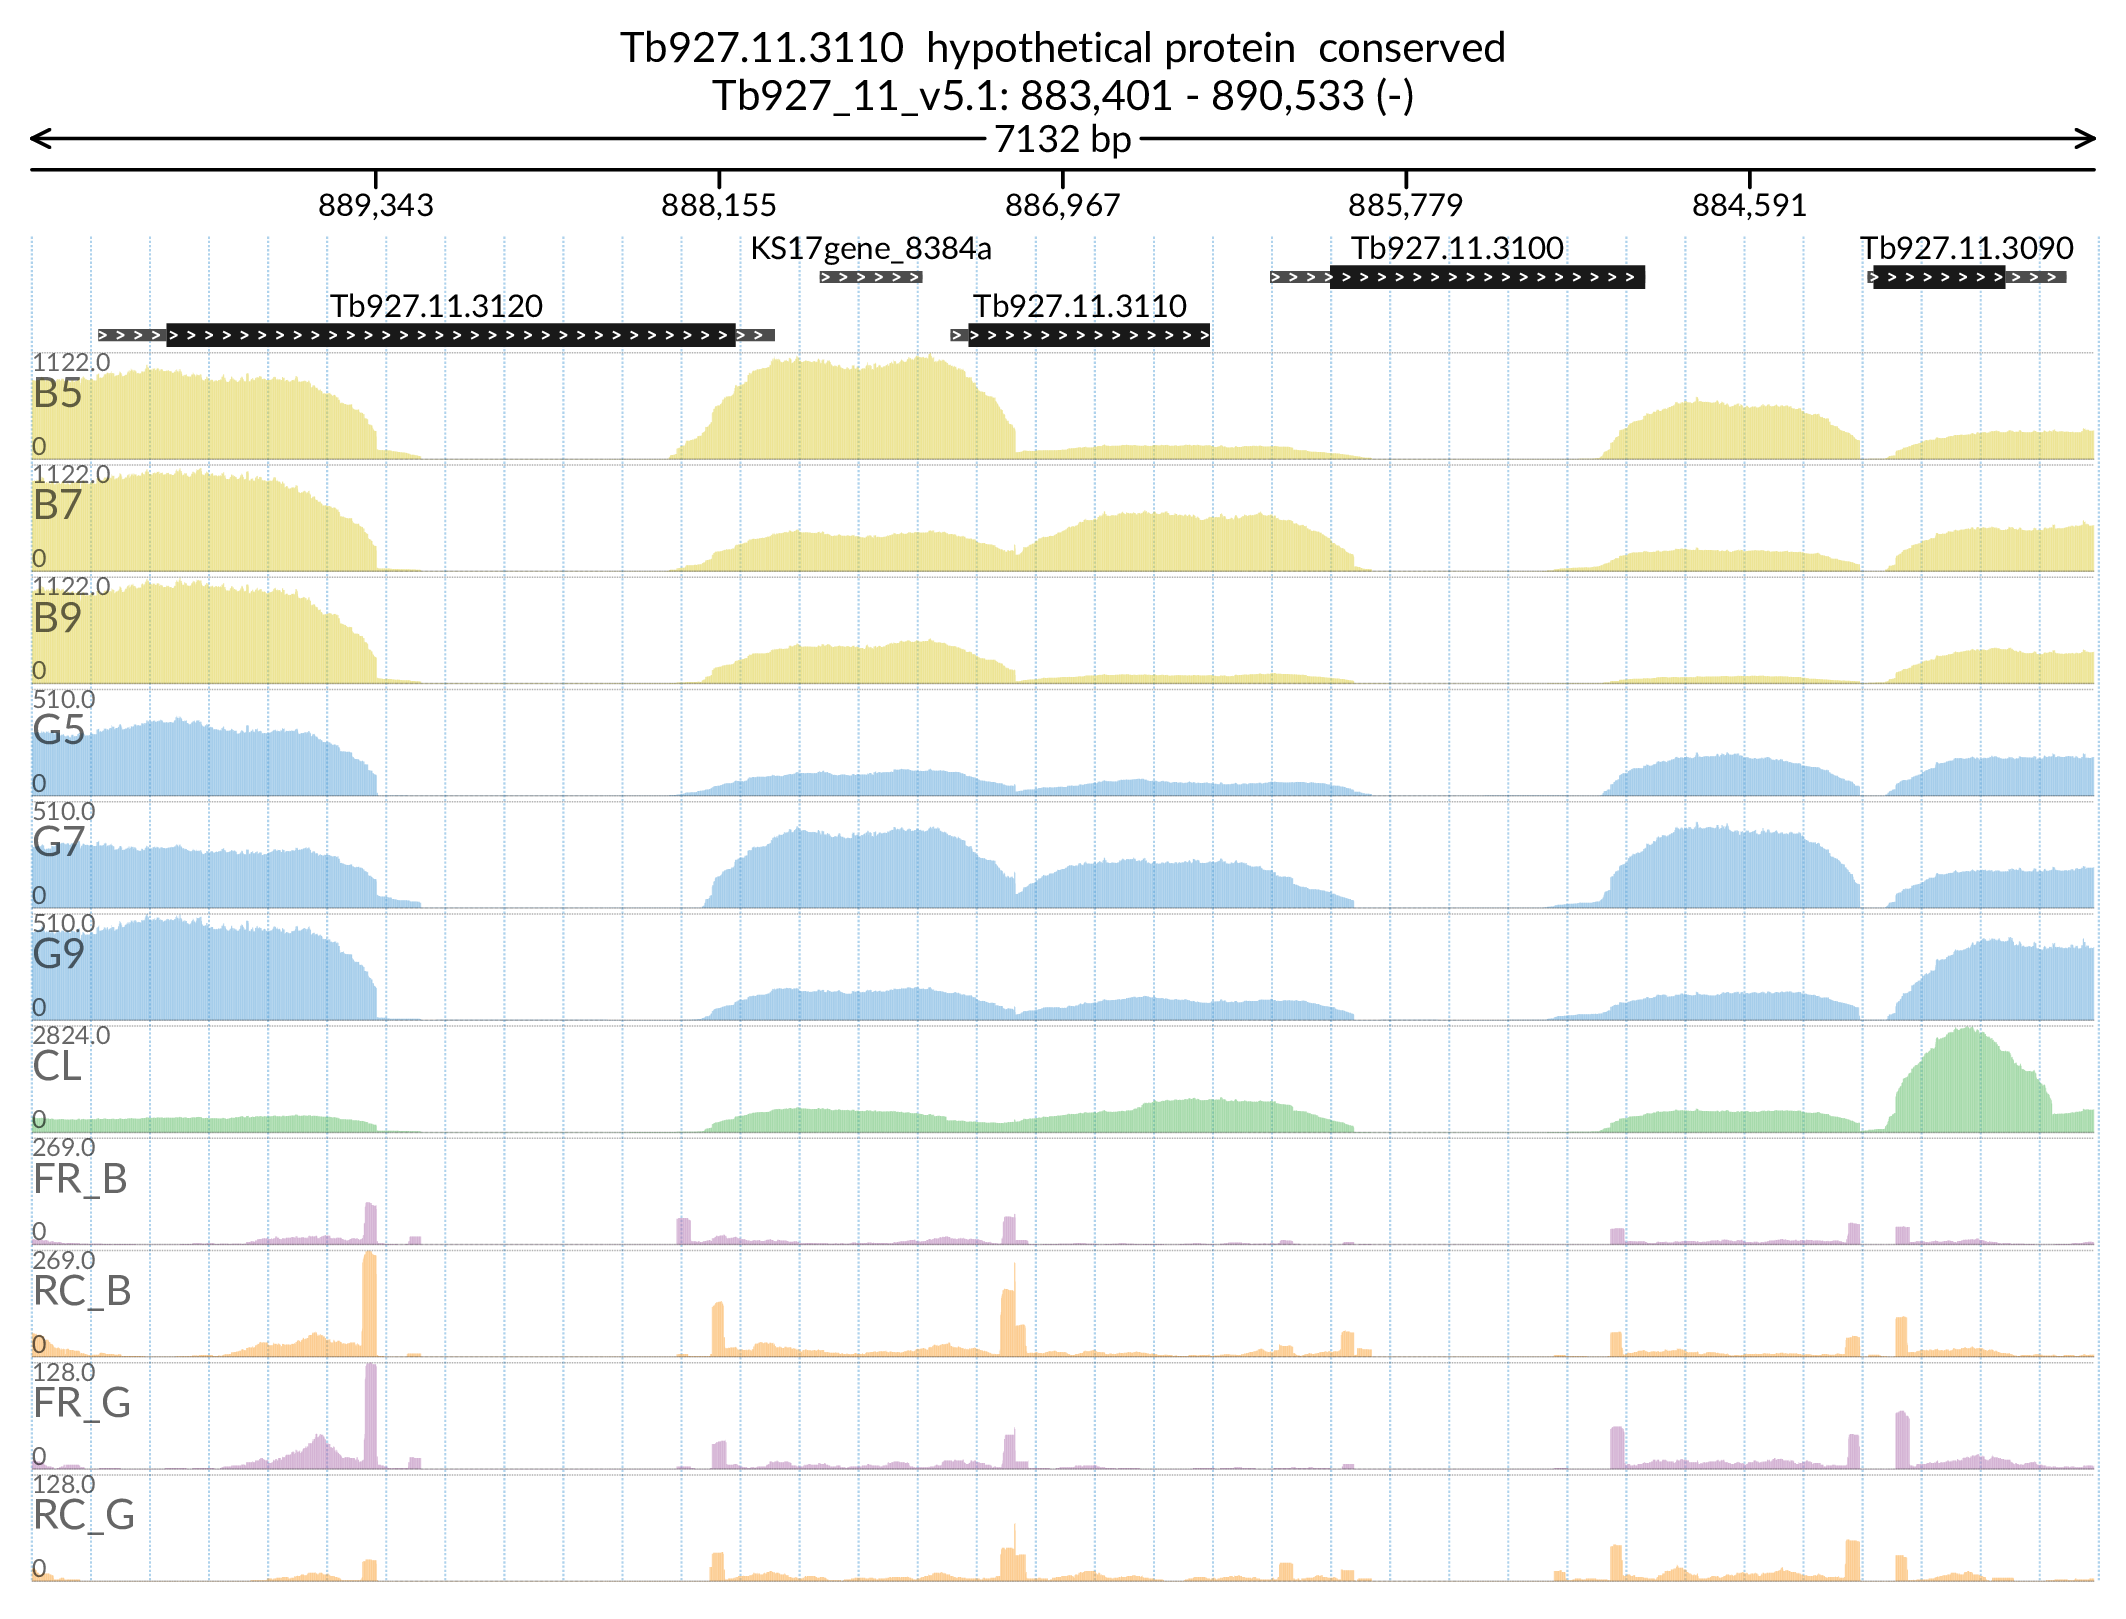 Tb927.11.3110  hypothetical protein  conserved
Tb927_11_v5.1: 883,401 - 890,533 (-)
7132 bp
889,343 888,155 886,967 885,779 884,591
KS17gene_8384a Tb927.11.3100 Tb927.11.3090
Tb927.11.3120 Tb927.11.3110
1122.0
B5
0
1122.0
B7
0
1122.0
B9
0
510.0
G5
0
510.0
G7
0
510.0
G9
0
2824.0
CL
0
269.0
FR_B
0
269.0
RC_B
0
128.0
FR_G
0
128.0
RC_G
0